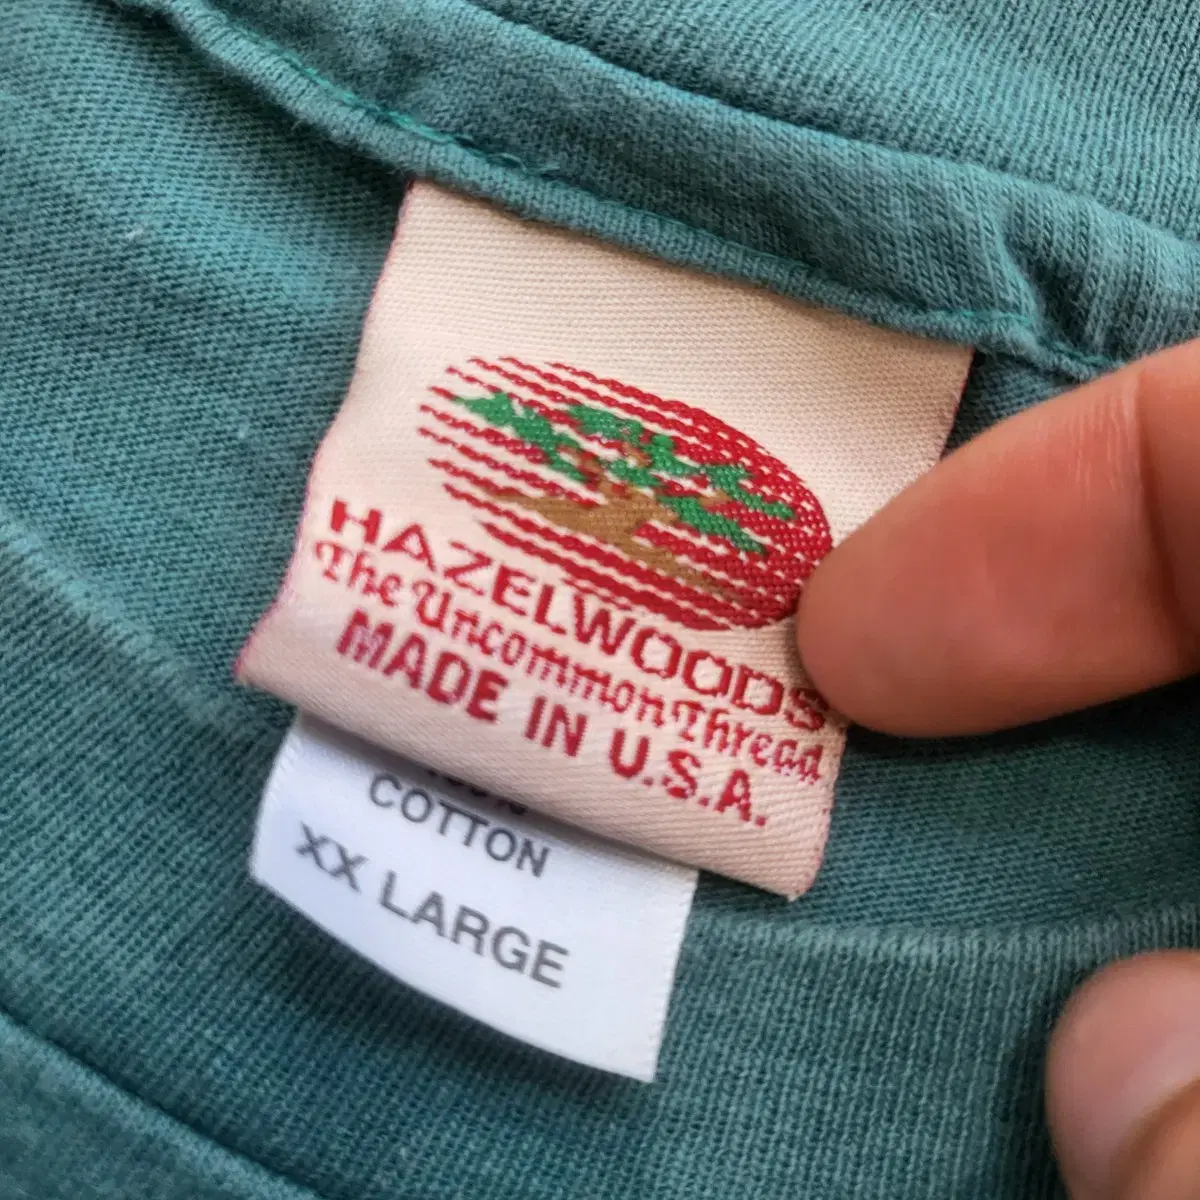 HAZELWOODS
The Uncommon Thread
MADE IN U.S.A.
COTTON
XX LARGE